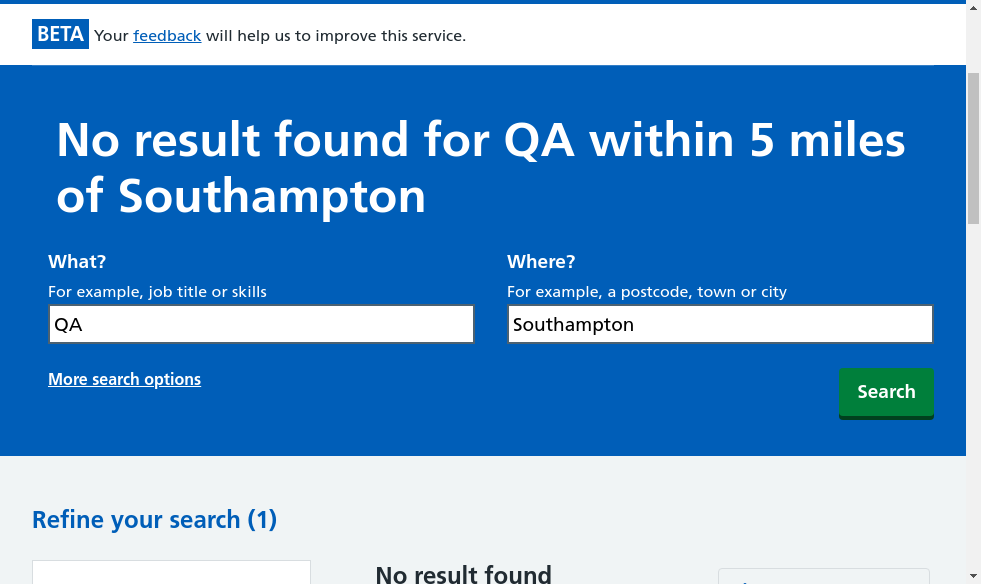 BETA Your feedback will help us to improve this service.
No result found for QA within 5 miles
of Southampton
What?
Where?
For example, job title or skills
For example, a postcode, town or city
QA
Southampton
More search options
Search
Refine your search (1)
No result found